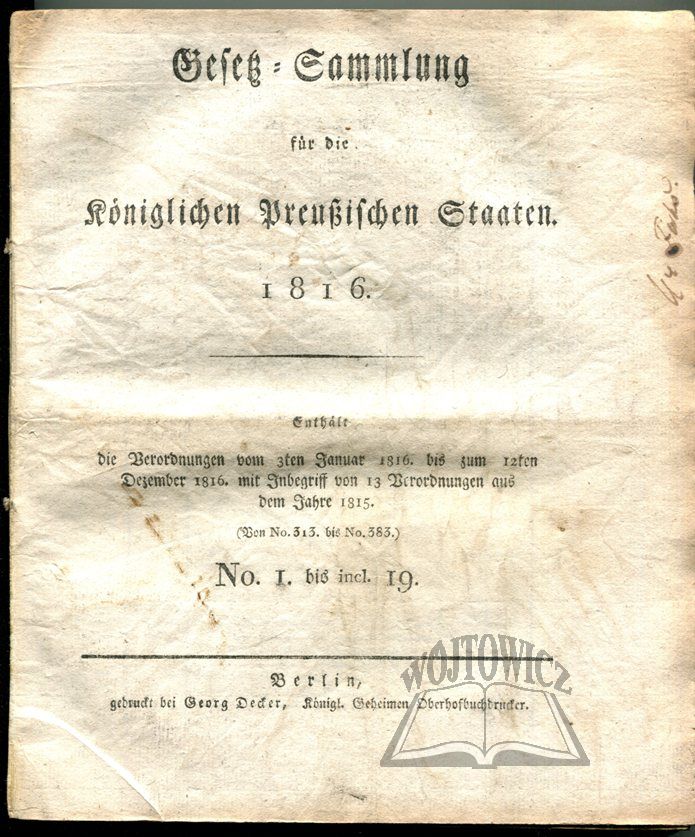 Gesetz-Sammlung
für die
Königlichen Preußischen Staaten.
1816.
Enthält
die Verordnungen vom 3ten Januar 1816. bis zum 12ten
Dezember 1816. mit Inbegriff von 13 Verordnungen aus
dem Jahre 1815.
(Von No. 313. bis No. 383.)
No. 1. bis incl. 19.
Berlin,
gedruckt bei Georg Decker, Königl. Geheimen Oberhofbuchdrucker.
WÓJTOWICZ